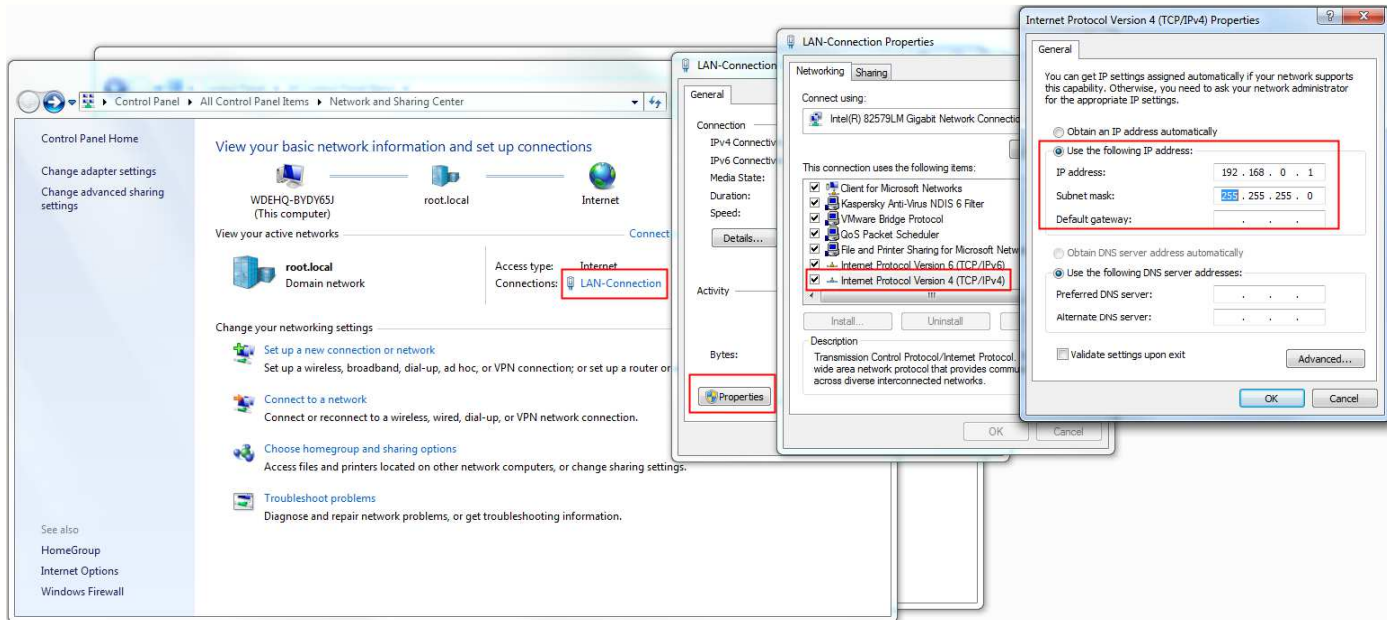 Control Panel ▸ All Control Panel Items ▸ Network and Sharing Center
Control Panel Home
Change adapter settings
Change advanced sharing
settings
See also
HomeGroup
Internet Options
Windows Firewall
View your basic network information and set up connections
WDEHQ-BYDY65J
(This computer)
root.local
Internet
View your active networks
Connect
root.local
Domain network
Access type: Internet
Connections: LAN-Connection
Change your networking settings
Set up a new connection or network
Set up a wireless, broadband, dial-up, ad hoc, or VPN connection; or set up a router or
Connect to a network
Connect or reconnect to a wireless, wired, dial-up, or VPN network connection.
Choose homegroup and sharing options
Access files and printers located on other network computers, or change sharing settings.
Troubleshoot problems
Diagnose and repair network problems, or get troubleshooting information.
LAN-Connection
General
Connection
IPv4 Connectiv
IPv6 Connectiv
Media State:
Duration:
Speed:
Details...
Activity
Bytes:
Properties
LAN-Connection Properties
Networking Sharing
Connect using:
Intel(R) 82579LM Gigabit Network Connectio
This connection uses the following items:
Client for Microsoft Networks
Kaspersky Anti-Virus NDIS 6 Filter
VMware Bridge Protocol
QoS Packet Scheduler
File and Printer Sharing for Microsoft Netw
Internet Protocol Version 6 (TCP/IPv6)
Internet Protocol Version 4 (TCP/IPv4)
Install... Uninstall
Description
Transmission Control Protocol/Internet Protocol.
wide area network protocol that provides commu
across diverse interconnected networks.
OK Cancel
Internet Protocol Version 4 (TCP/IPv4) Properties
General
You can get IP settings assigned automatically if your network supports
this capability. Otherwise, you need to ask your network administrator
for the appropriate IP settings.
Obtain an IP address automatically
Use the following IP address:
IP address: 192 . 168 . 0 . 1
Subnet mask: 255 . 255 . 255 . 0
Default gateway: . . .
Obtain DNS server address automatically
Use the following DNS server addresses:
Preferred DNS server: . . .
Alternate DNS server: . . .
Validate settings upon exit
Advanced...
OK Cancel